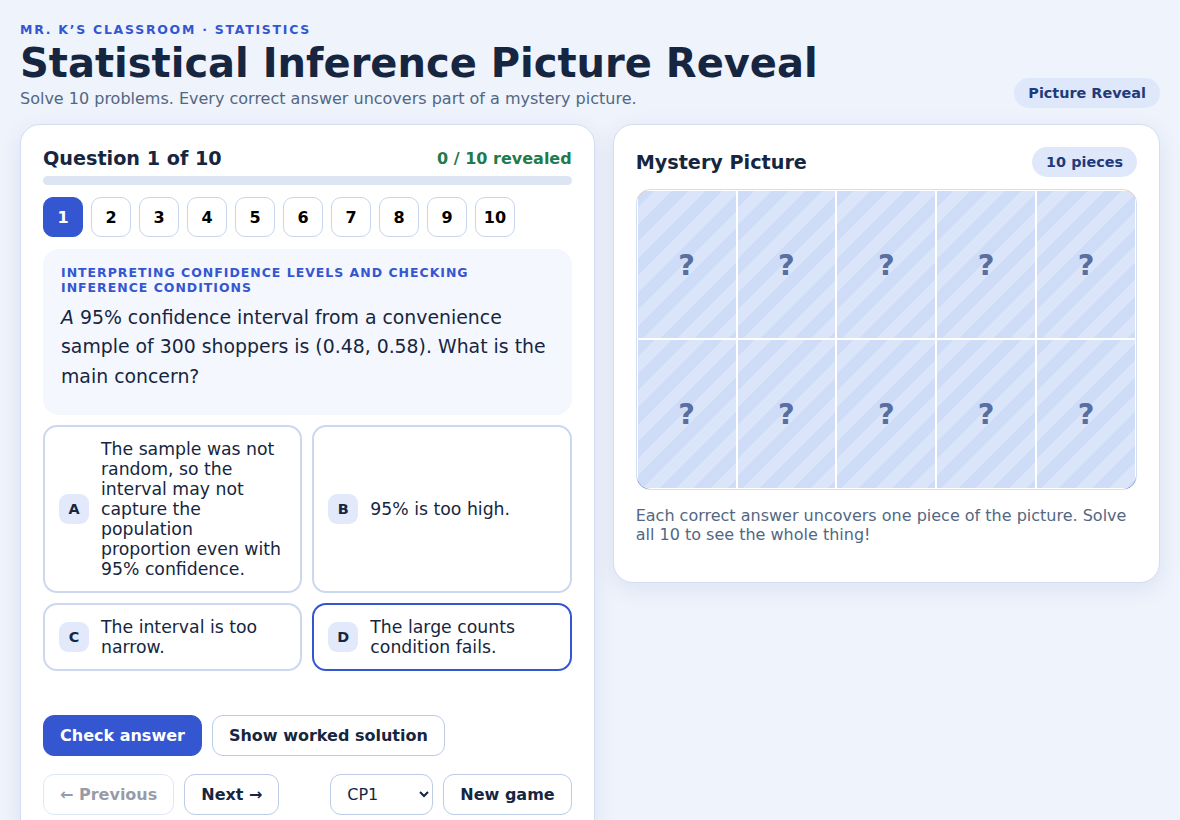 MR. K’S CLASSROOM · STATISTICS
Statistical Inference Picture Reveal
Solve 10 problems. Every correct answer uncovers part of a mystery picture.
Picture Reveal
Question 1 of 10
0 / 10 revealed
1 2 3 4 5 6 7 8 9 10
INTERPRETING CONFIDENCE LEVELS AND CHECKING
INFERENCE CONDITIONS
A 95% confidence interval from a convenience
sample of 300 shoppers is (0.48, 0.58). What is the
main concern?
A
The sample was not
random, so the
interval may not
capture the
population
proportion even with
95% confidence.
B
95% is too high.
C
The interval is too
narrow.
D
The large counts
condition fails.
Check answer
Show worked solution
← Previous
Next →
CP1
New game
Mystery Picture
10 pieces
? ? ? ? ?
? ? ? ? ?
Each correct answer uncovers one piece of the picture. Solve
all 10 to see the whole thing!